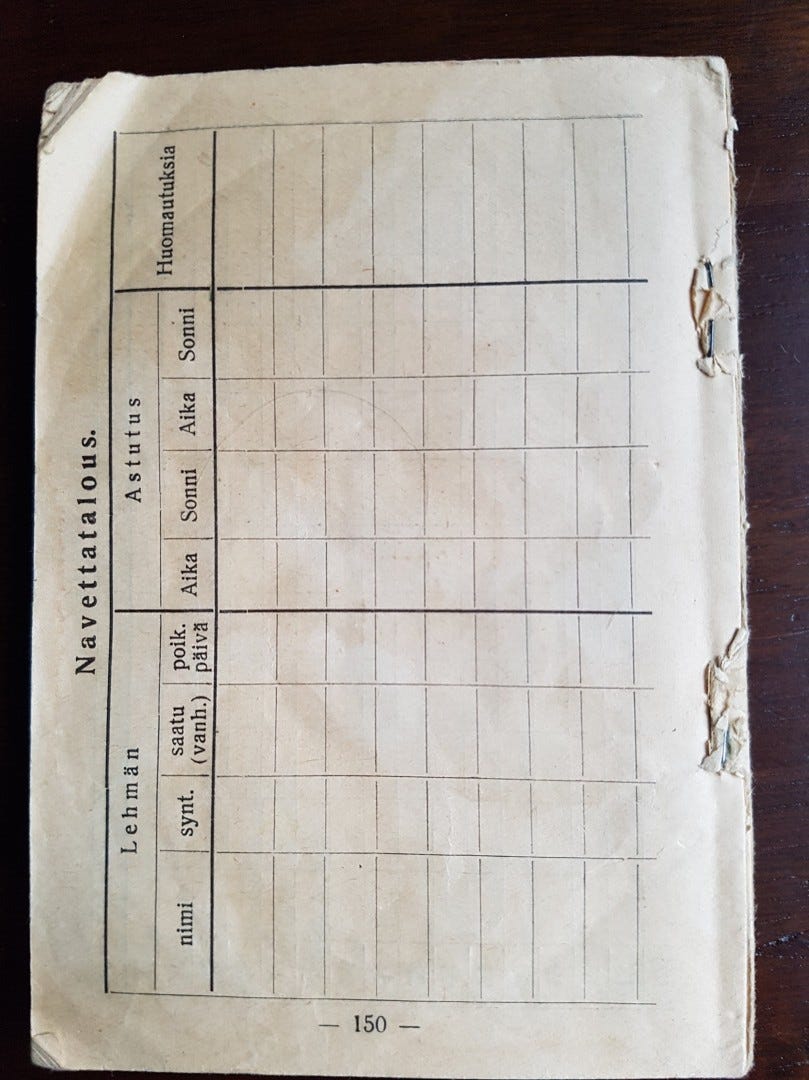 Navettatalous.
Lehmän Astutus Huomautuksia
nimi synt. saatu (vanh.) poik. päivä Aika Sonni Aika Sonni
— 150 —